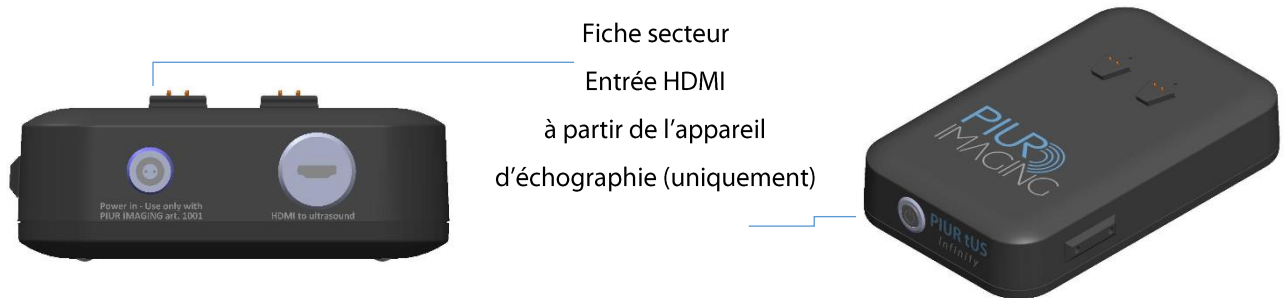 Fiche secteur
Entrée HDMI
à partir de l’appareil
d’échographie (uniquement)
Power in - Use only with
PIUR IMAGING art. 1001
HDMI to ultrasound
PIUR
IMAGING
PIUR tUS
Infinity